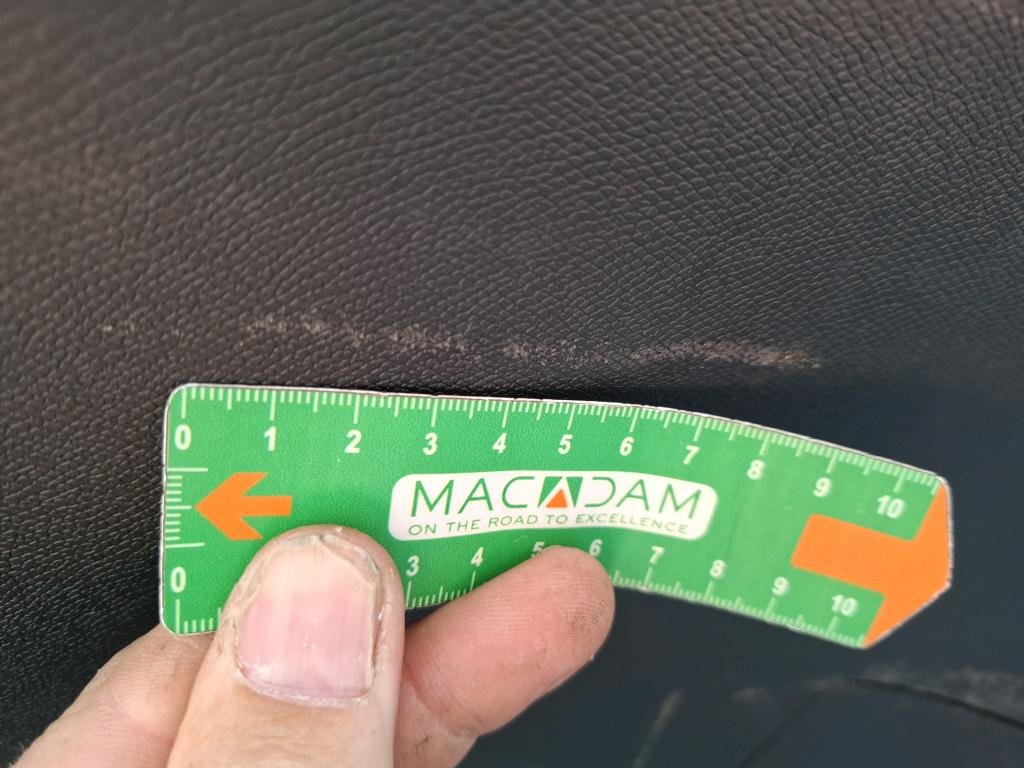 0 1 2 3 4 5 6 7 8 9 10
MACADAM
ON THE ROAD TO EXCELLENCE
0 3 4 5 6 7 8 9 10